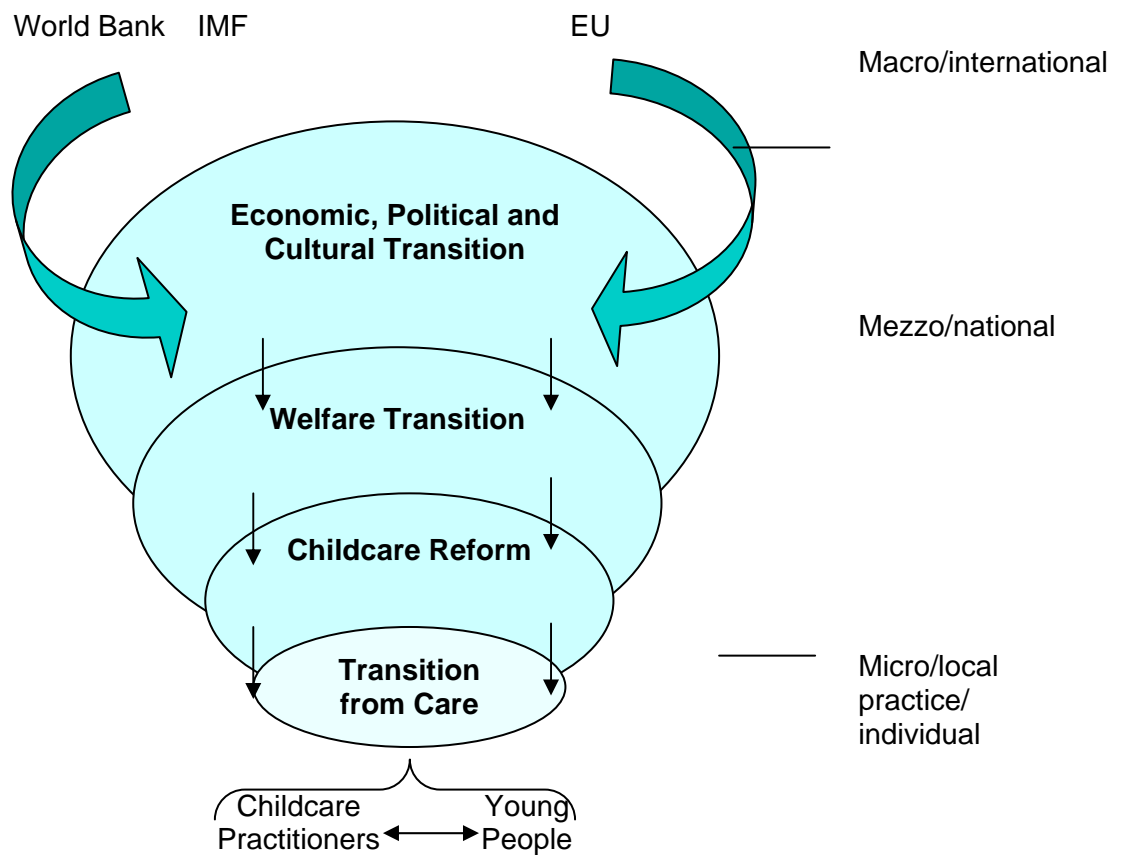 World Bank IMF EU
Macro/international
Economic, Political and
Cultural Transition
Mezzo/national
Welfare Transition
Childcare Reform
Transition
from Care
Micro/local
practice/
individual
Childcare
Practitioners
Young
People